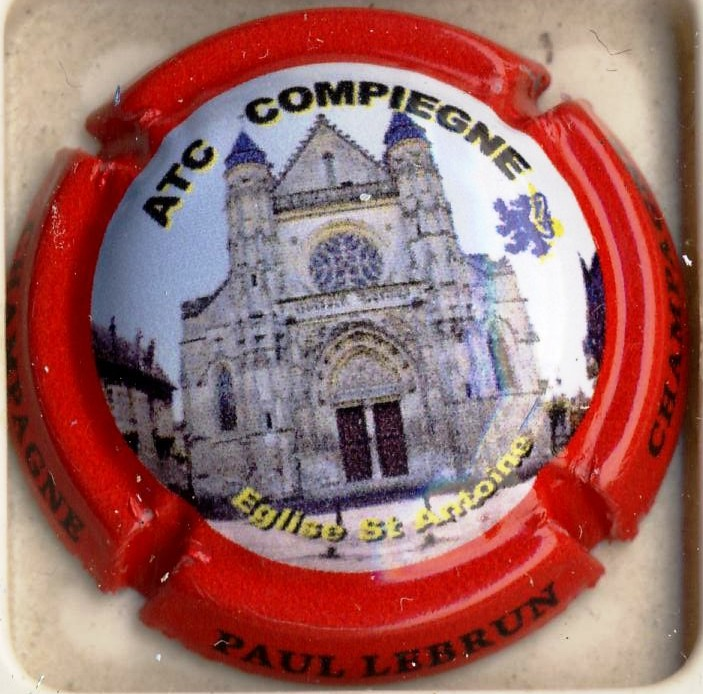 ATC COMPIEGNE
Eglise St Antoine
CHAMPAGNE
PAUL LEBRUN
CHAMPAGNE